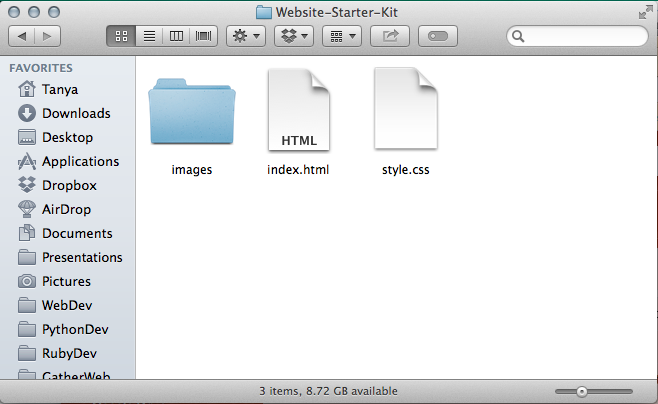 Website-Starter-Kit
FAVORITES
Tanya
Downloads
Desktop
Applications
Dropbox
AirDrop
Documents
Presentations
Pictures
WebDev
PythonDev
RubyDev
GatherWeb
images
HTML
index.html
style.css
3 items, 8.72 GB available